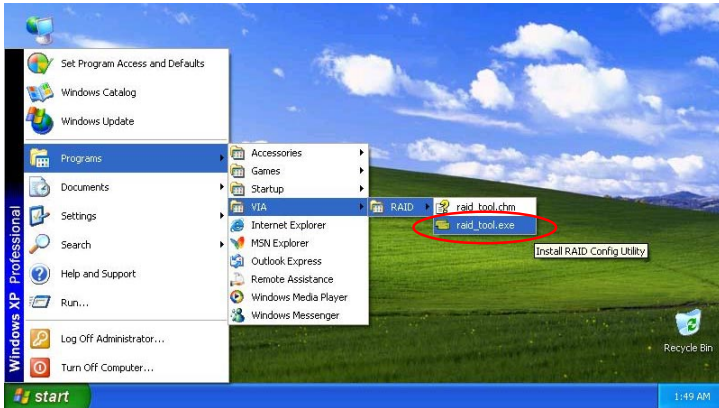 Set Program Access and Defaults
Windows Catalog
Windows Update
Programs
Documents
Settings
Search
Help and Support
Run...
Log Off Administrator...
Turn Off Computer...
Windows XP Professional
Accessories
Games
Startup
VIA
Internet Explorer
MSN Explorer
Outlook Express
Remote Assistance
Windows Media Player
Windows Messenger
RAID
raid_tool.chm
raid_tool.exe
Install RAID Config Utility
Recycle Bin
start
1:49 AM